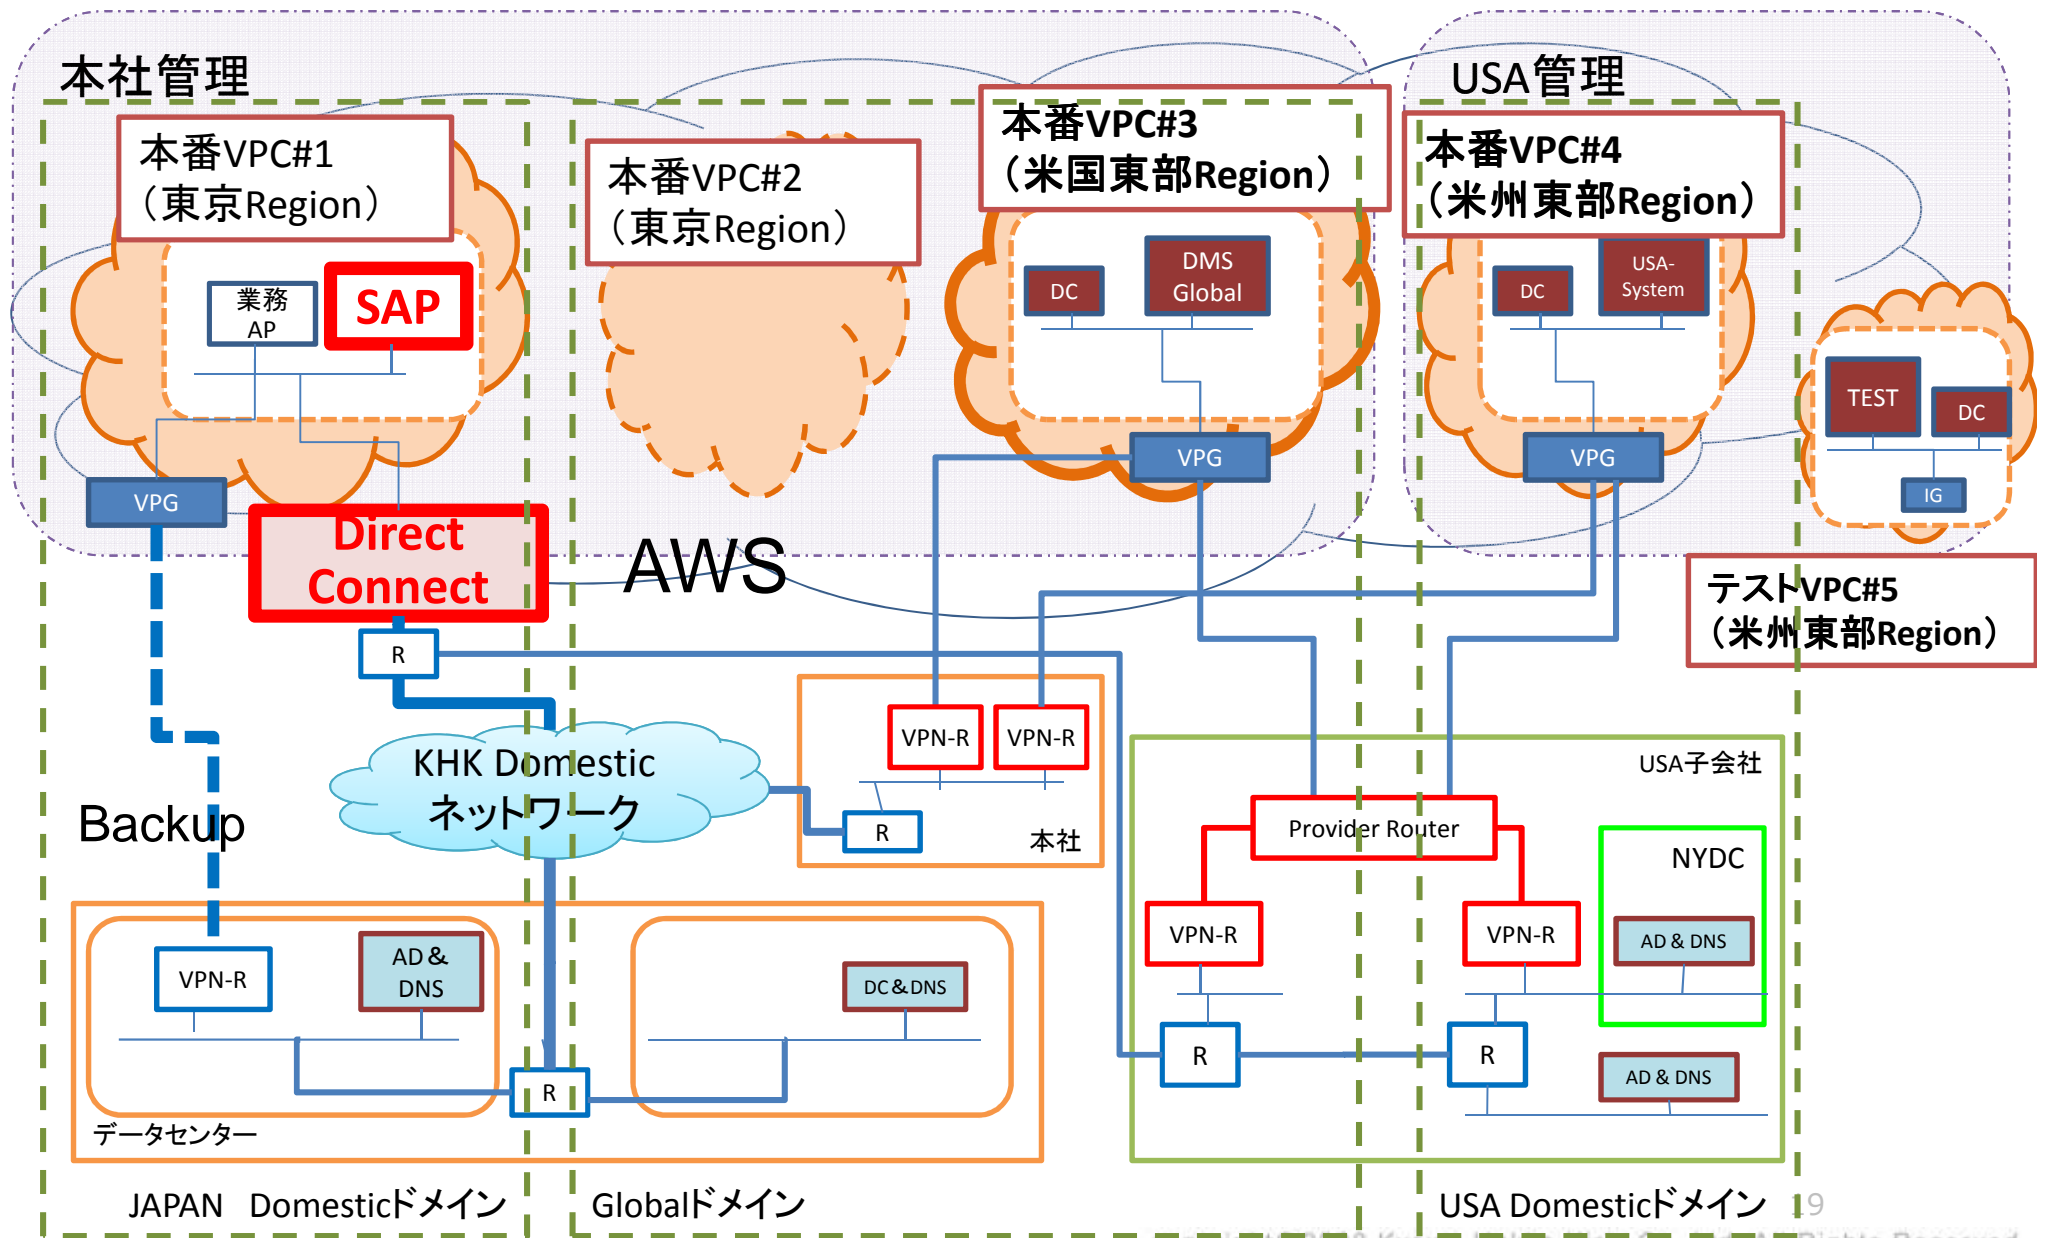 本社管理
USA管理
本番VPC#1
（東京Region）
本番VPC#2
（東京Region）
本番VPC#3
（米国東部Region）
本番VPC#4
（米州東部Region）
業務
AP
SAP
DC
DMS
Global
DC
USA-
System
TEST
DC
IG
VPG
VPG
VPG
Direct
Connect
AWS
テストVPC#5
（米州東部Region）
R
VPN-R
VPN-R
KHK Domestic
ネットワーク
R
本社
USA子会社
Provider Router
NYDC
Backup
VPN-R
AD＆
DNS
DC＆DNS
VPN-R
VPN-R
AD & DNS
R
R
R
AD & DNS
データセンター
JAPAN Domesticドメイン
Globalドメイン
USA Domesticドメイン
19